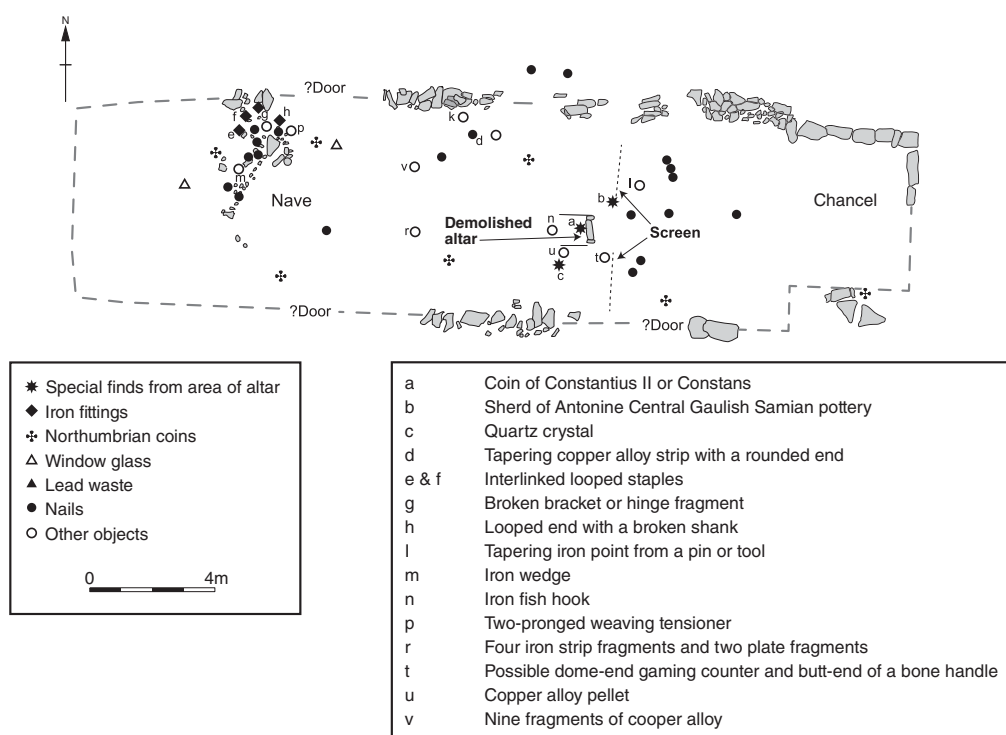 N
?Door
g
h
f
e
p
k
d
v
m
l
b
Nave
Chancel
Demolished
altar
n
a
r
u
c
t
Screen
?Door
?Door
Special finds from area of altar
Iron fittings
Northumbrian coins
Window glass
Lead waste
Nails
Other objects
0 4m
a Coin of Constantius II or Constans
b Sherd of Antonine Central Gaulish Samian pottery
c Quartz crystal
d Tapering copper alloy strip with a rounded end
e & f Interlinked looped staples
g Broken bracket or hinge fragment
h Looped end with a broken shank
l Tapering iron point from a pin or tool
m Iron wedge
n Iron fish hook
p Two-pronged weaving tensioner
r Four iron strip fragments and two plate fragments
t Possible dome-end gaming counter and butt-end of a bone handle
u Copper alloy pellet
v Nine fragments of cooper alloy